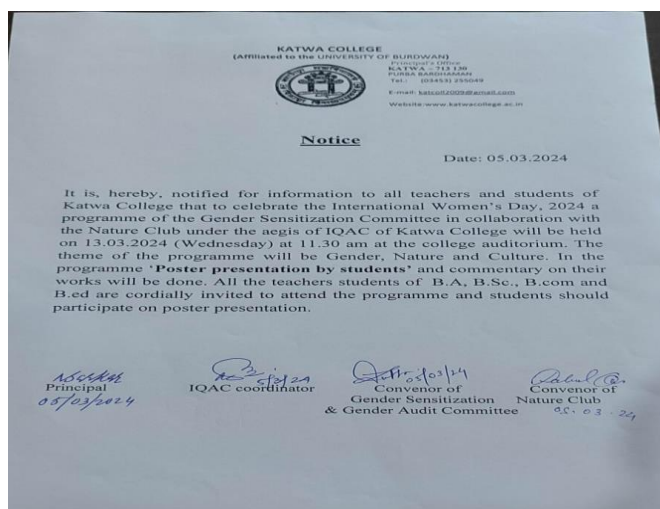 KATWA COLLEGE
(Affiliated to the UNIVERSITY OF BURDWAN)
Principal's Office
KATWA – 713 130
PURBA BARDHAMAN
Tel.: (03453) 255049
E-mail: katcoll2009@gmail.com
Website:www.katwacollege.ac.in
Notice
Date: 05.03.2024
It is, hereby, notified for information to all teachers and students of
Katwa College that to celebrate the International Women's Day, 2024 a
programme of the Gender Sensitization Committee in collaboration with
the Nature Club under the aegis of IQAC of Katwa College will be held
on 13.03.2024 (Wednesday) at 11.30 am at the college auditorium. The
theme of the programme will be Gender, Nature and Culture. In the
programme 'Poster presentation by students' and commentary on their
works will be done. All the teachers students of B.A, B.Sc., B.com and
B.ed are cordially invited to attend the programme and students should
participate on poster presentation.
05/03/24
Principal IQAC coordinator Convenor of Convenor of
05/03/2024 Gender Sensitization Nature Club
& Gender Audit Committee 05.03.24